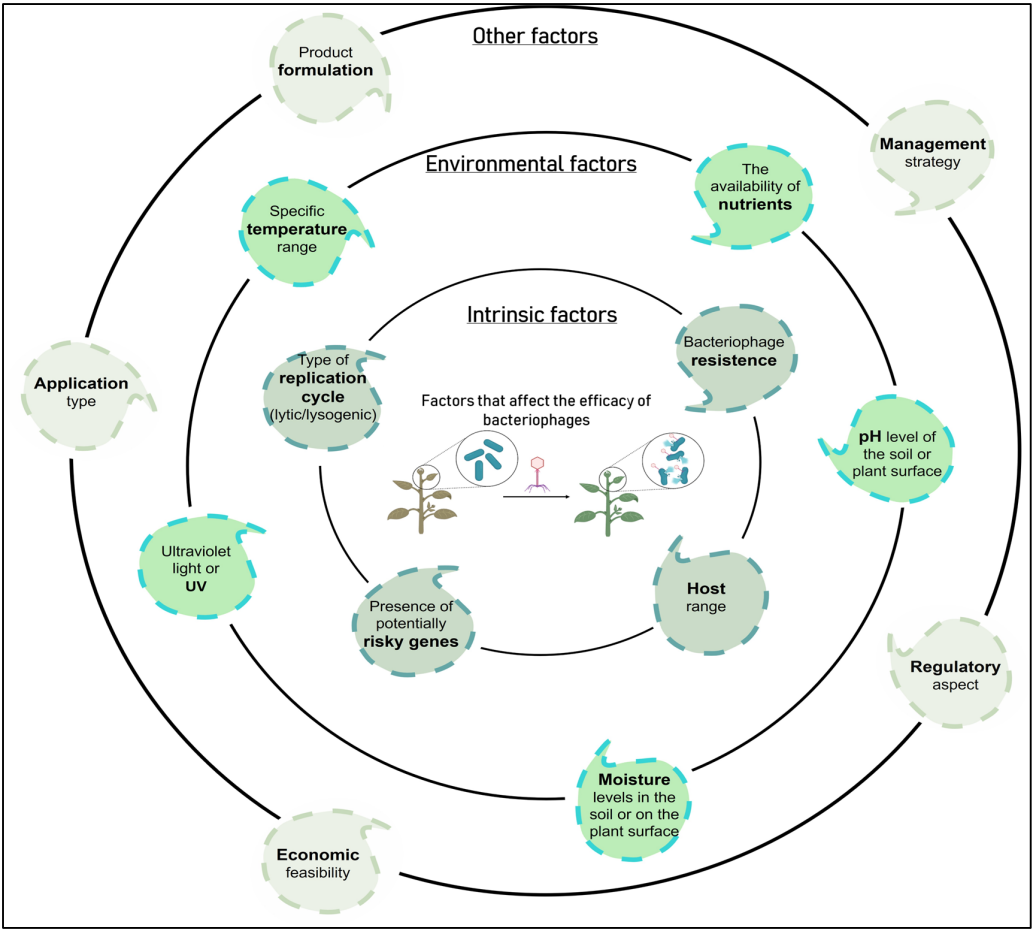 Other factors
Product
formulation
Management
strategy
Application
type
Regulatory
aspect
Economic
feasibility
Environmental factors
Specific
temperature
range
The
availability of
nutrients
pH level of
the soil or
plant surface
Ultraviolet
light or
UV
Moisture
levels in the
soil or on the
plant surface
Intrinsic factors
Type of
replication
cycle
(lytic/lysogenic)
Bacteriophage
resistence
Presence of
potentially
risky genes
Host
range
Factors that affect the efficacy of
bacteriophages